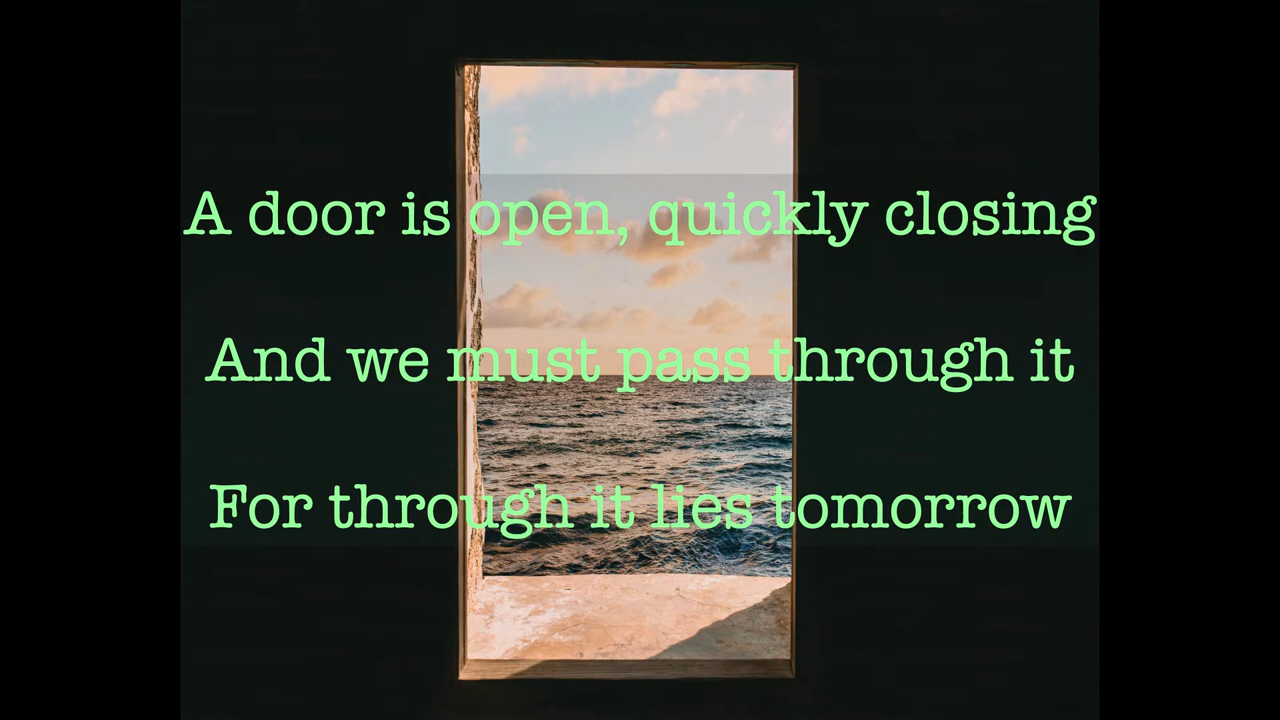 A door is open, quickly closing
And we must pass through it
For through it lies tomorrow